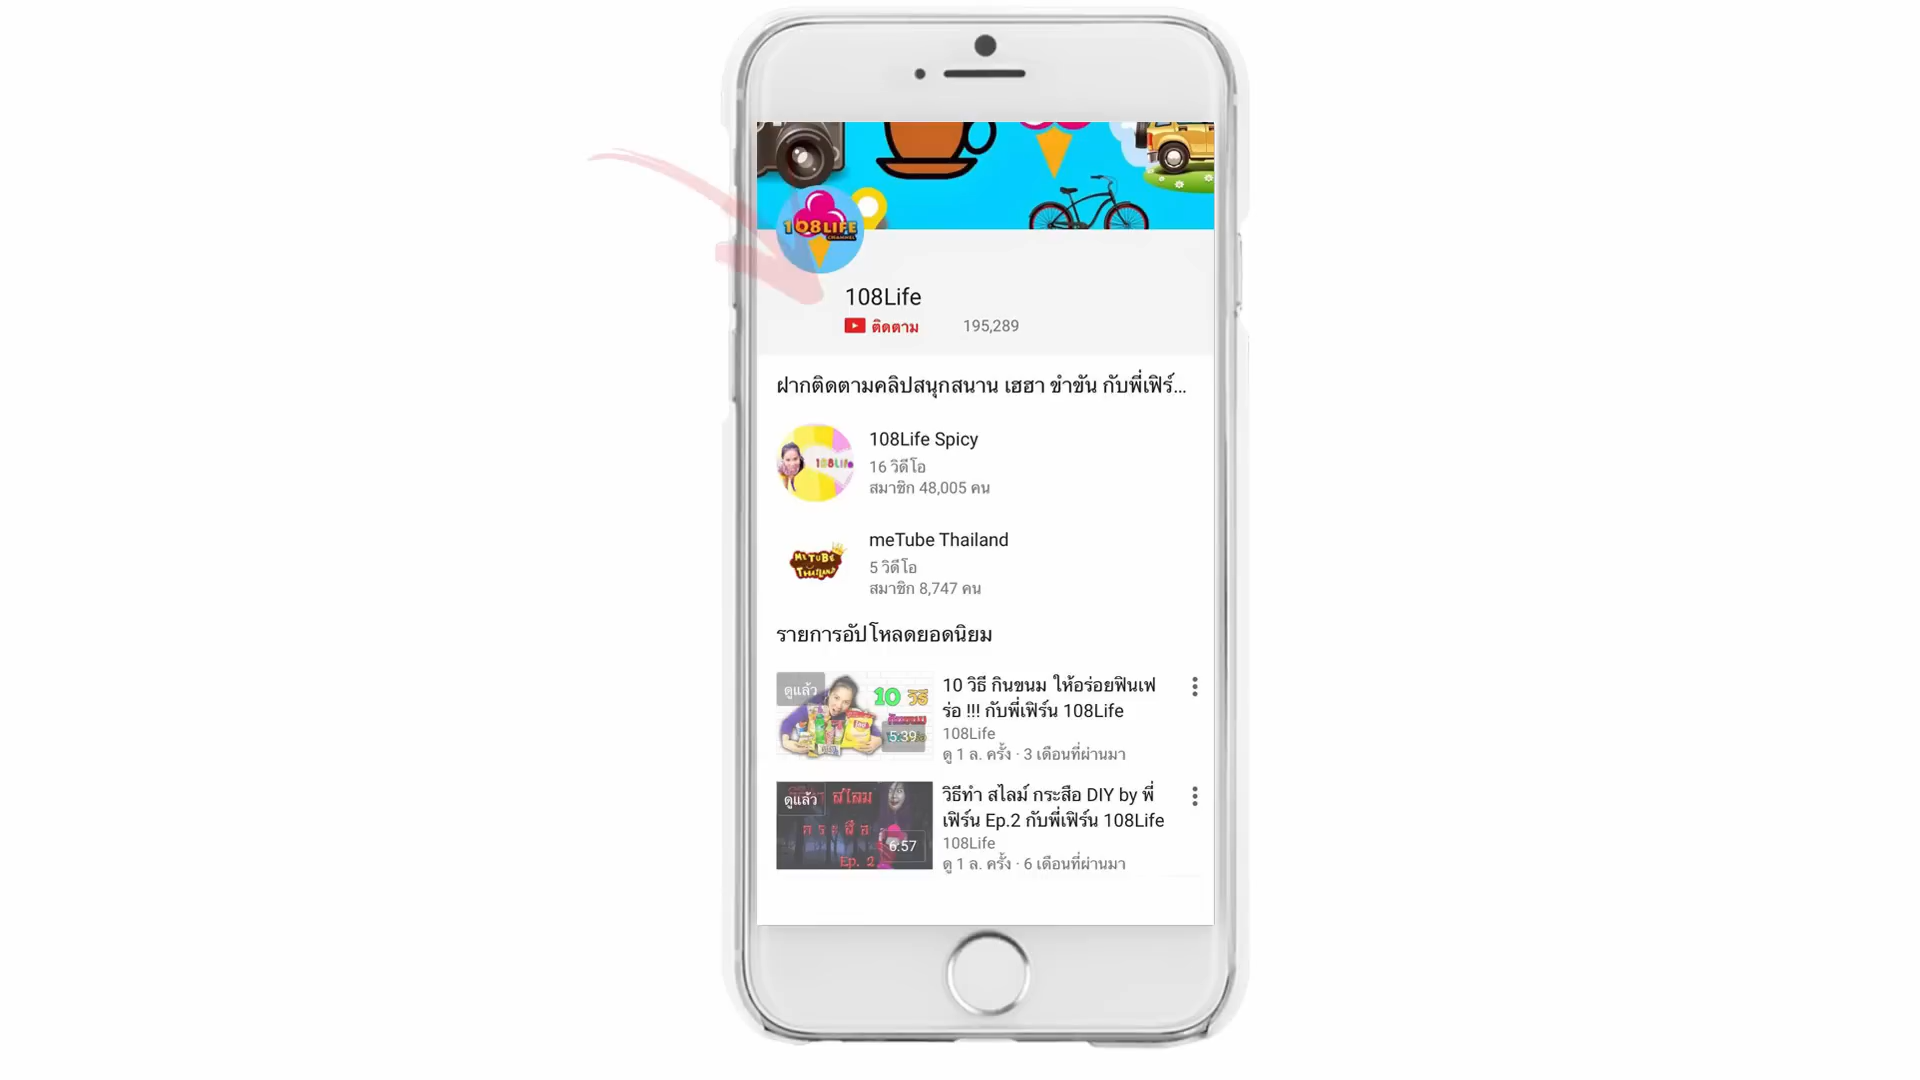 108LIFE
CHANNEL
108Life
ติดตาม 195,289
ฝากติดตามคลิปสนุกสนาน เฮฮา ขำขัน กับพี่เฟิร์...
108Life
108Life Spicy
16 วิดีโอ
สมาชิก 48,005 คน
METUBE
THAILAND
meTube Thailand
5 วิดีโอ
สมาชิก 8,747 คน
รายการอัปโหลดยอดนิยม
ดูแล้ว
10 วิธี
5:39
10 วิธี กินขนม ให้อร่อยฟินเฟ
ร่อ !!! กับพี่เฟิร์น 108Life
108Life
ดู 1 ล. ครั้ง · 3 เดือนที่ผ่านมา
ดูแล้ว
สไลม์
กระสือ
Ep. 2
6:57
วิธีทำ สไลม์ กระสือ DIY by พี่
เฟิร์น Ep.2 กับพี่เฟิร์น 108Life
108Life
ดู 1 ล. ครั้ง · 6 เดือนที่ผ่านมา